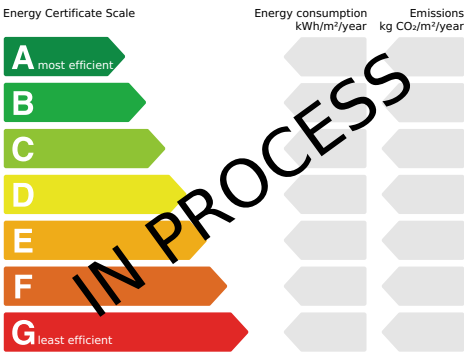 Energy Certificate Scale
Energy consumption
kWh/m²/year
Emissions
kg CO₂/m²/year
A most efficient
B
C
D
E
F
G least efficient
IN PROCESS